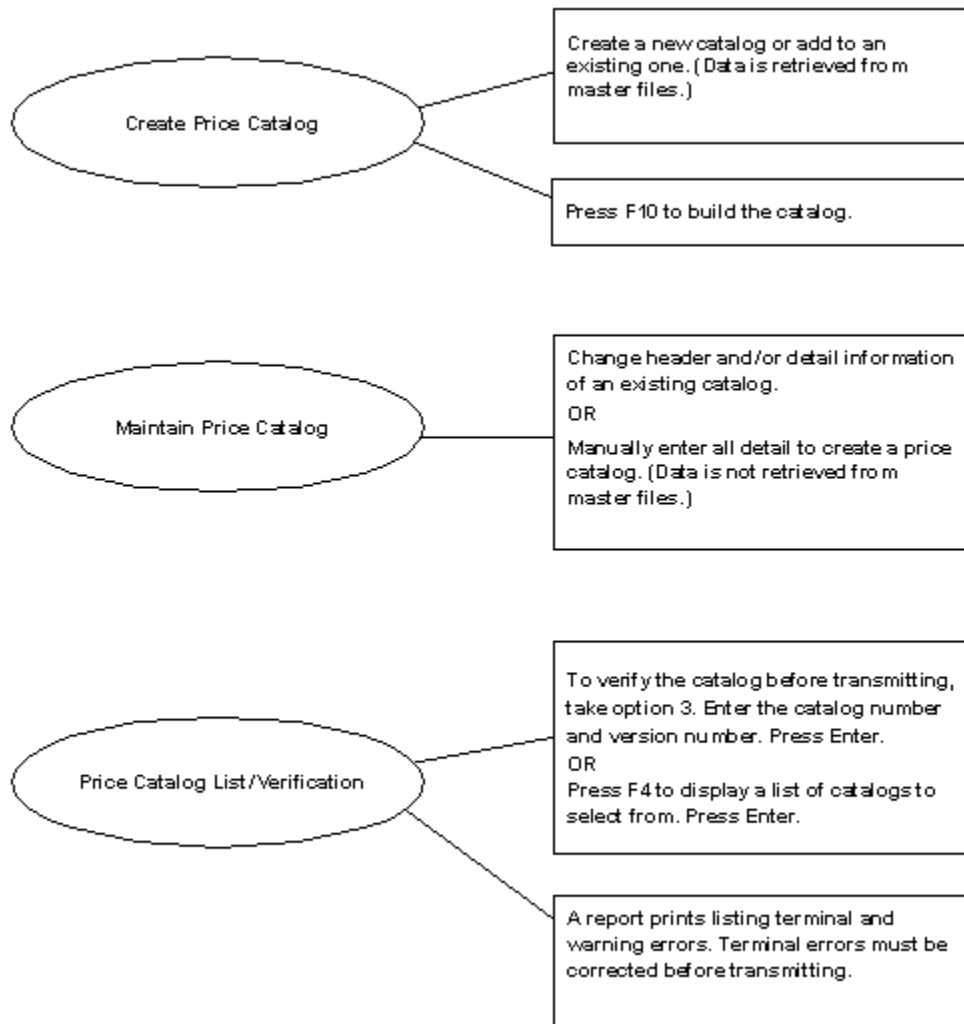 Create Price Catalog
Create a new catalog or add to an
existing one. (Data is retrieved from
master files.)
Press F10 to build the catalog.
Maintain Price Catalog
Change header and/or detail information
of an existing catalog.
OR
Manually enter all detail to create a price
catalog. (Data is not retrieved from
master files.)
Price Catalog List/Verification
To verify the catalog before transmitting,
take option 3. Enter the catalog number
and version number. Press Enter.
OR
Press F4 to display a list of catalogs to
select from. Press Enter.
A report prints listing terminal and
warning errors. Terminal errors must be
corrected before transmitting.